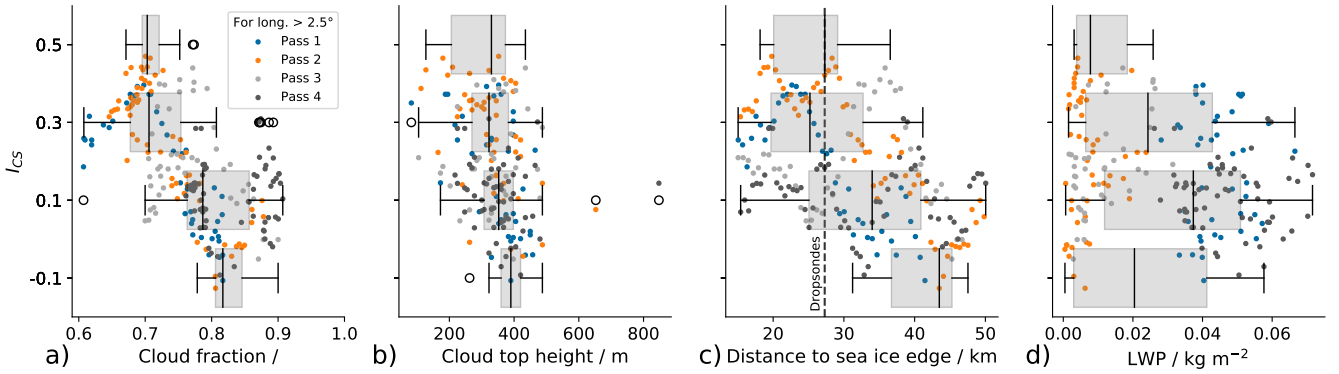 For long. > 2.5°
Pass 1
Pass 2
Pass 3
Pass 4
I_CS
0.5
0.3
0.1
-0.1
0.6 0.7 0.8 0.9 1.0
a) Cloud fraction /
200 400 600 800
b) Cloud top height / m
Dropsondes
20 30 40 50
c) Distance to sea ice edge / km
0.00 0.02 0.04 0.06
d) LWP / kg m⁻²